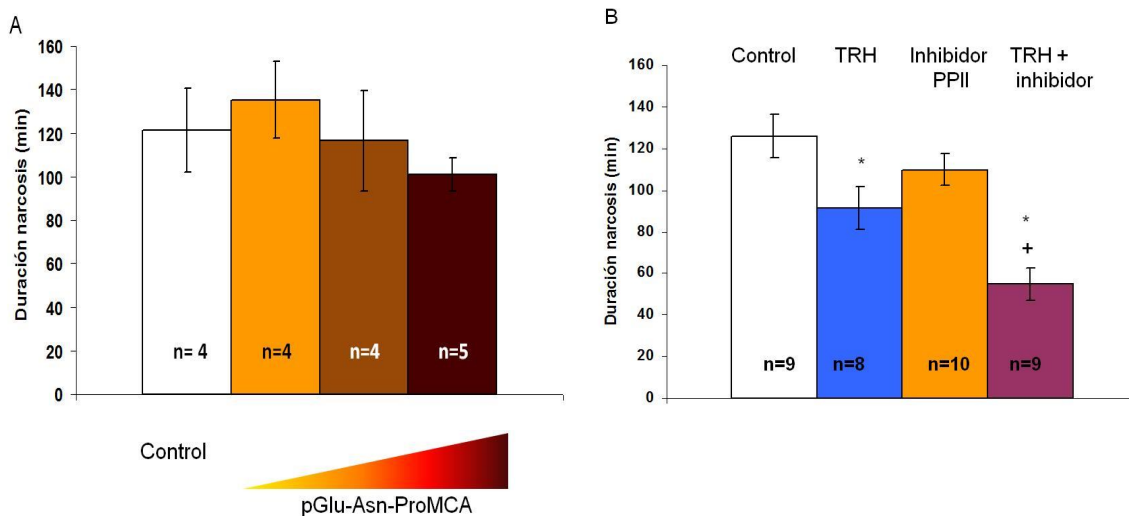 A
Duración narcosis (min)
160
140
120
100
80
60
40
20
0
n= 4
n=4
n=4
n=5
Control
pGlu-Asn-ProMCA
B
Control TRH Inhibidor PPII TRH + inhibidor
Duración narcosis (min)
160
140
120
100
80
60
40
20
0
*
*
+
n=9
n=8
n=10
n=9